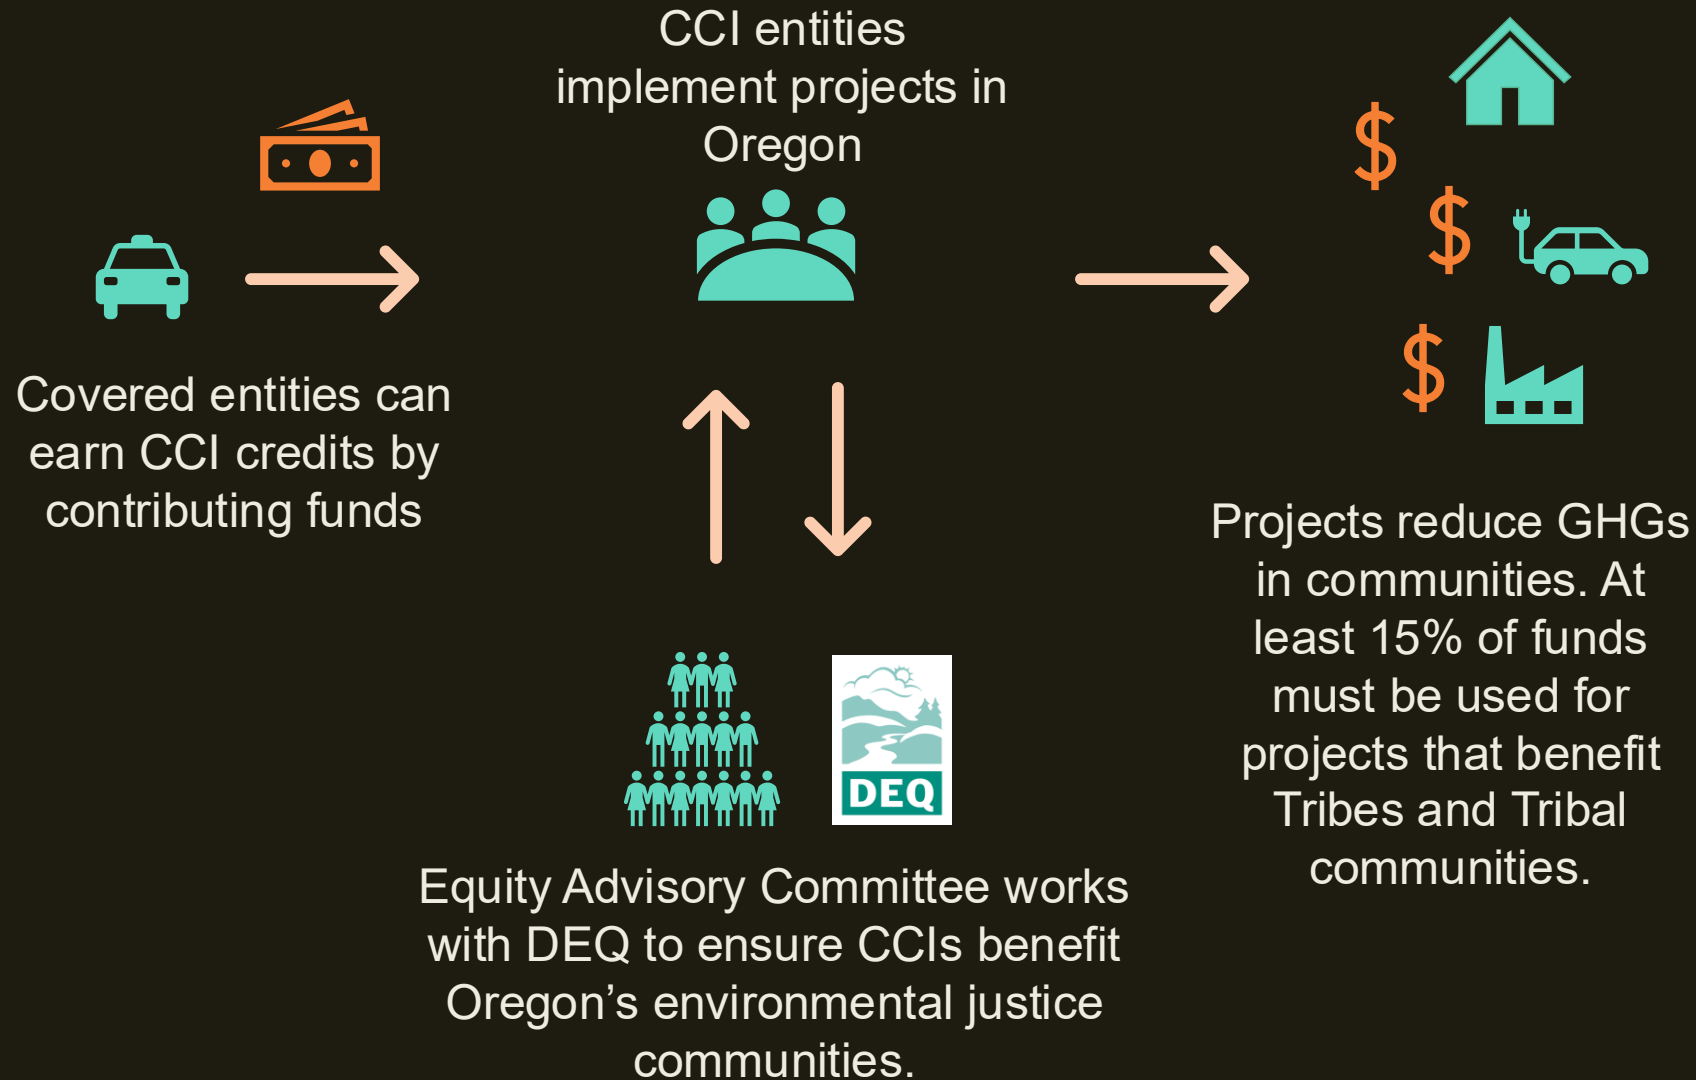 CCI entities
implement projects in
Oregon
Covered entities can
earn CCI credits by
contributing funds
Projects reduce GHGs
in communities. At
least 15% of funds
must be used for
projects that benefit
Tribes and Tribal
communities.
DEQ
Equity Advisory Committee works
with DEQ to ensure CCIs benefit
Oregon’s environmental justice
communities.